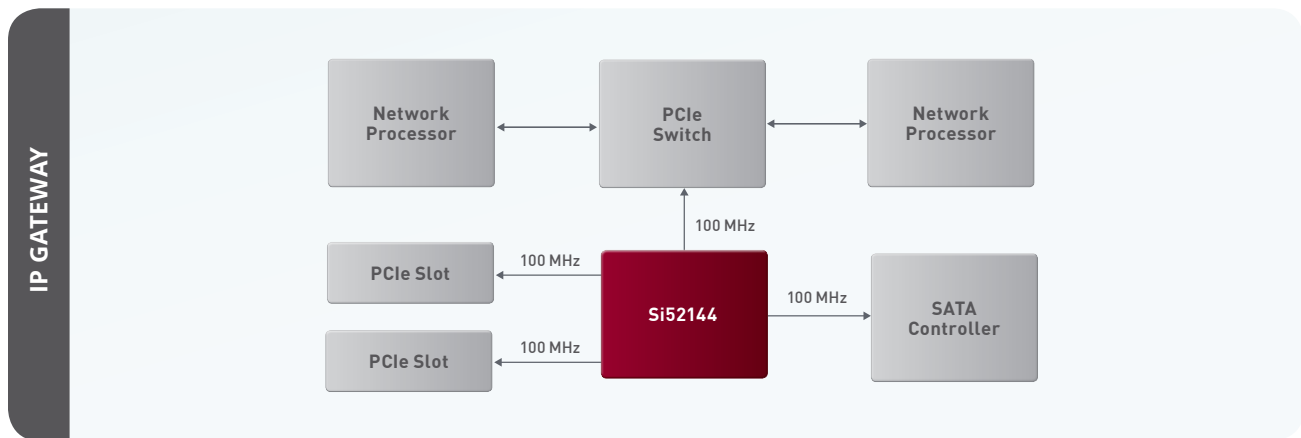 IP GATEWAY
Network
Processor
PCIe
Switch
Network
Processor
100 MHz
PCIe Slot
100 MHz
Si52144
100 MHz
SATA
Controller
PCIe Slot
100 MHz